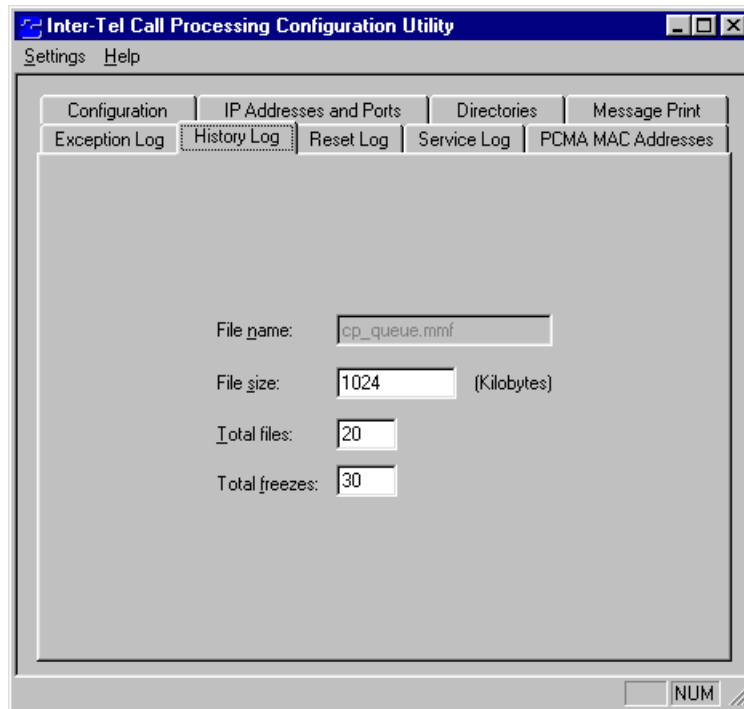 Inter-Tel Call Processing Configuration Utility
Settings Help
Configuration IP Addresses and Ports Directories Message Print
Exception Log History Log Reset Log Service Log PCMA MAC Addresses
File name: cp_queue.mmf
File size: 1024 (Kilobytes)
Total files: 20
Total freezes: 30
NUM